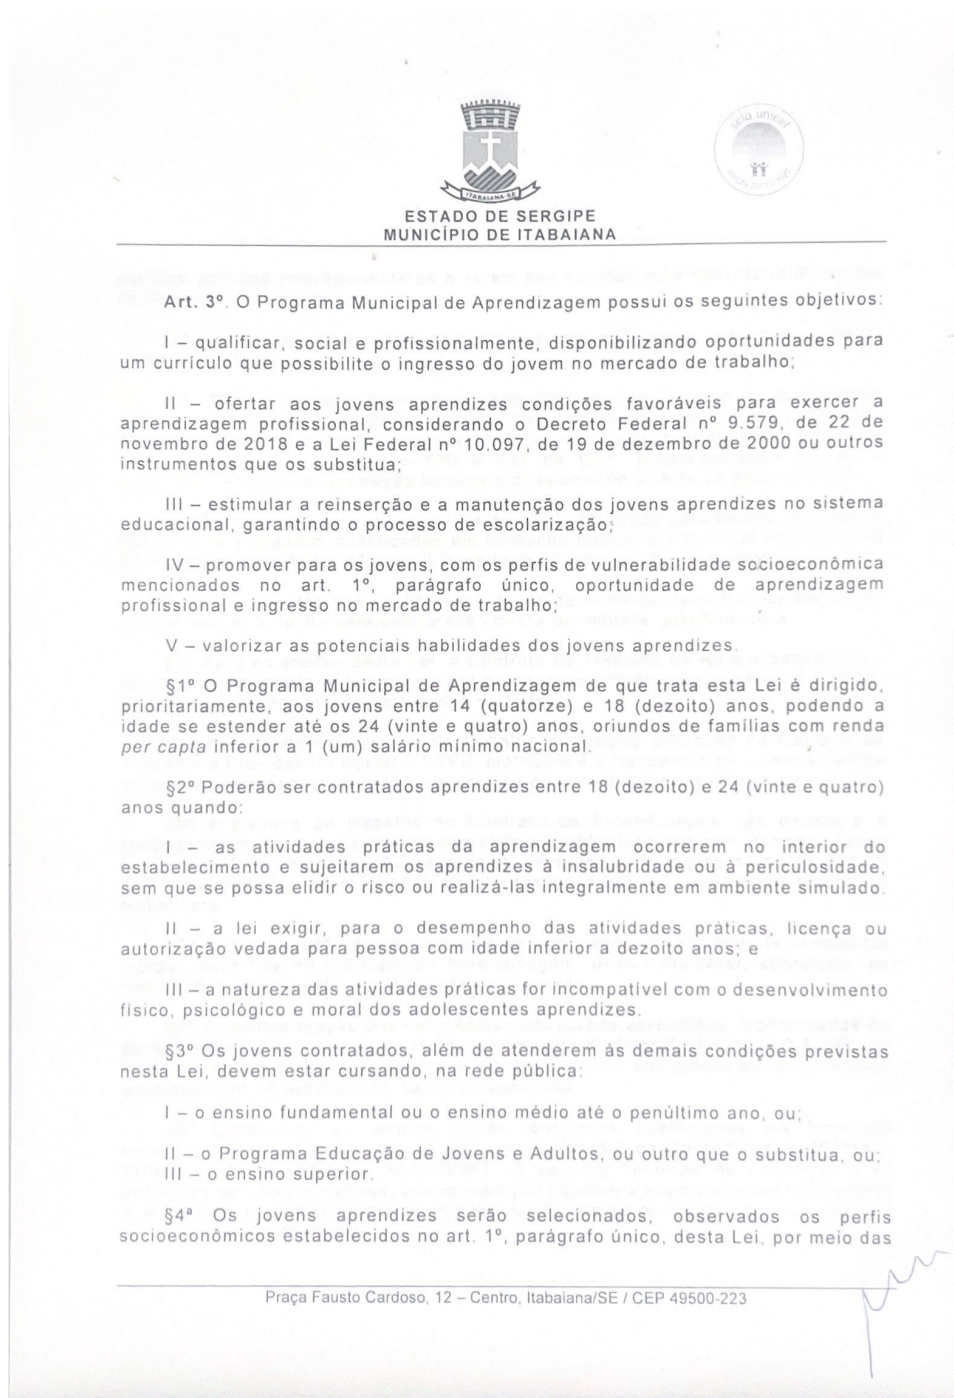 selo unicef
ITABAIANA-SE
ESTADO DE SERGIPE
MUNICÍPIO DE ITABAIANA
Art. 3º. O Programa Municipal de Aprendizagem possui os seguintes objetivos:
I – qualificar, social e profissionalmente, disponibilizando oportunidades para
um currículo que possibilite o ingresso do jovem no mercado de trabalho;
II – ofertar aos jovens aprendizes condições favoráveis para exercer a
aprendizagem profissional, considerando o Decreto Federal nº 9.579, de 22 de
novembro de 2018 e a Lei Federal nº 10.097, de 19 de dezembro de 2000 ou outros
instrumentos que os substitua;
III – estimular a reinserção e a manutenção dos jovens aprendizes no sistema
educacional, garantindo o processo de escolarização;
IV – promover para os jovens, com os perfis de vulnerabilidade socioeconômica
mencionados no art. 1º, parágrafo único, oportunidade de aprendizagem
profissional e ingresso no mercado de trabalho;
V – valorizar as potenciais habilidades dos jovens aprendizes.
§1º O Programa Municipal de Aprendizagem de que trata esta Lei é dirigido,
prioritariamente, aos jovens entre 14 (quatorze) e 18 (dezoito) anos, podendo a
idade se estender até os 24 (vinte e quatro) anos, oriundos de famílias com renda
per capta inferior a 1 (um) salário mínimo nacional.
§2º Poderão ser contratados aprendizes entre 18 (dezoito) e 24 (vinte e quatro)
anos quando:
I – as atividades práticas da aprendizagem ocorrerem no interior do
estabelecimento e sujeitarem os aprendizes à insalubridade ou à periculosidade,
sem que se possa elidir o risco ou realizá-las integralmente em ambiente simulado.
II – a lei exigir, para o desempenho das atividades práticas, licença ou
autorização vedada para pessoa com idade inferior a dezoito anos; e
III – a natureza das atividades práticas for incompatível com o desenvolvimento
físico, psicológico e moral dos adolescentes aprendizes.
§3º Os jovens contratados, além de atenderem às demais condições previstas
nesta Lei, devem estar cursando, na rede pública:
I – o ensino fundamental ou o ensino médio até o penúltimo ano, ou;
II – o Programa Educação de Jovens e Adultos, ou outro que o substitua, ou;
III – o ensino superior.
§4ª Os jovens aprendizes serão selecionados, observados os perfis
socioeconômicos estabelecidos no art. 1º, parágrafo único, desta Lei, por meio das
Praça Fausto Cardoso, 12 – Centro, Itabaiana/SE / CEP 49500-223